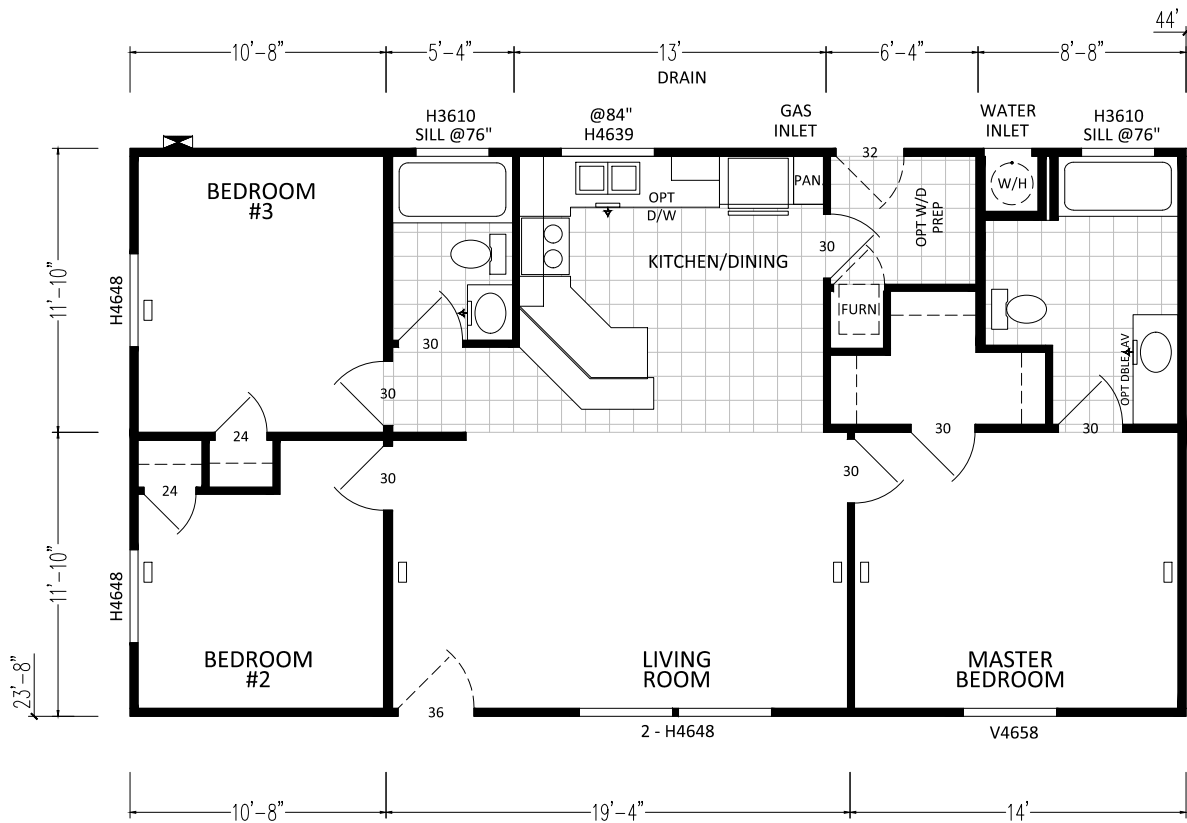 44'
10'-8"
5'-4"
13'
6'-4"
8'-8"
DRAIN
H3610
SILL @76"
@84"
H4639
GAS
INLET
WATER
INLET
H3610
SILL @76"
32
BEDROOM
#3
PAN.
W/H
OPT
D/W
OPT W/D
PREP
30
KITCHEN/DINING
11'-10"
H4648
FURN
30
OPT DBLE LAV
30
24
30
30
30
24
30
11'-10"
H4648
23'-8"
BEDROOM
#2
LIVING
ROOM
MASTER
BEDROOM
36
2 - H4648
V4658
10'-8"
19'-4"
14'